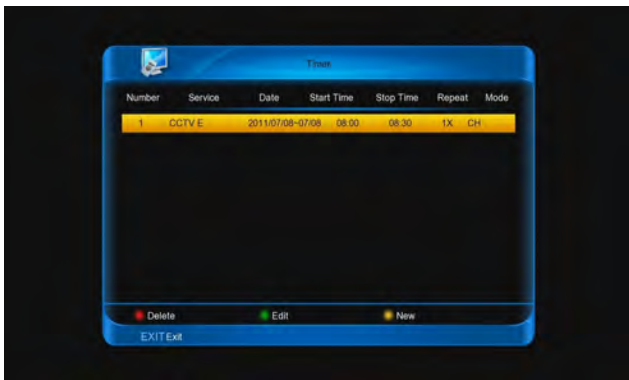 Timer
Number Service Date Start Time Stop Time Repeat Mode
1 CCTV E 2011/07/08~07/08 08:00 08:30 1X CH
Delete Edit New
EXIT Exit